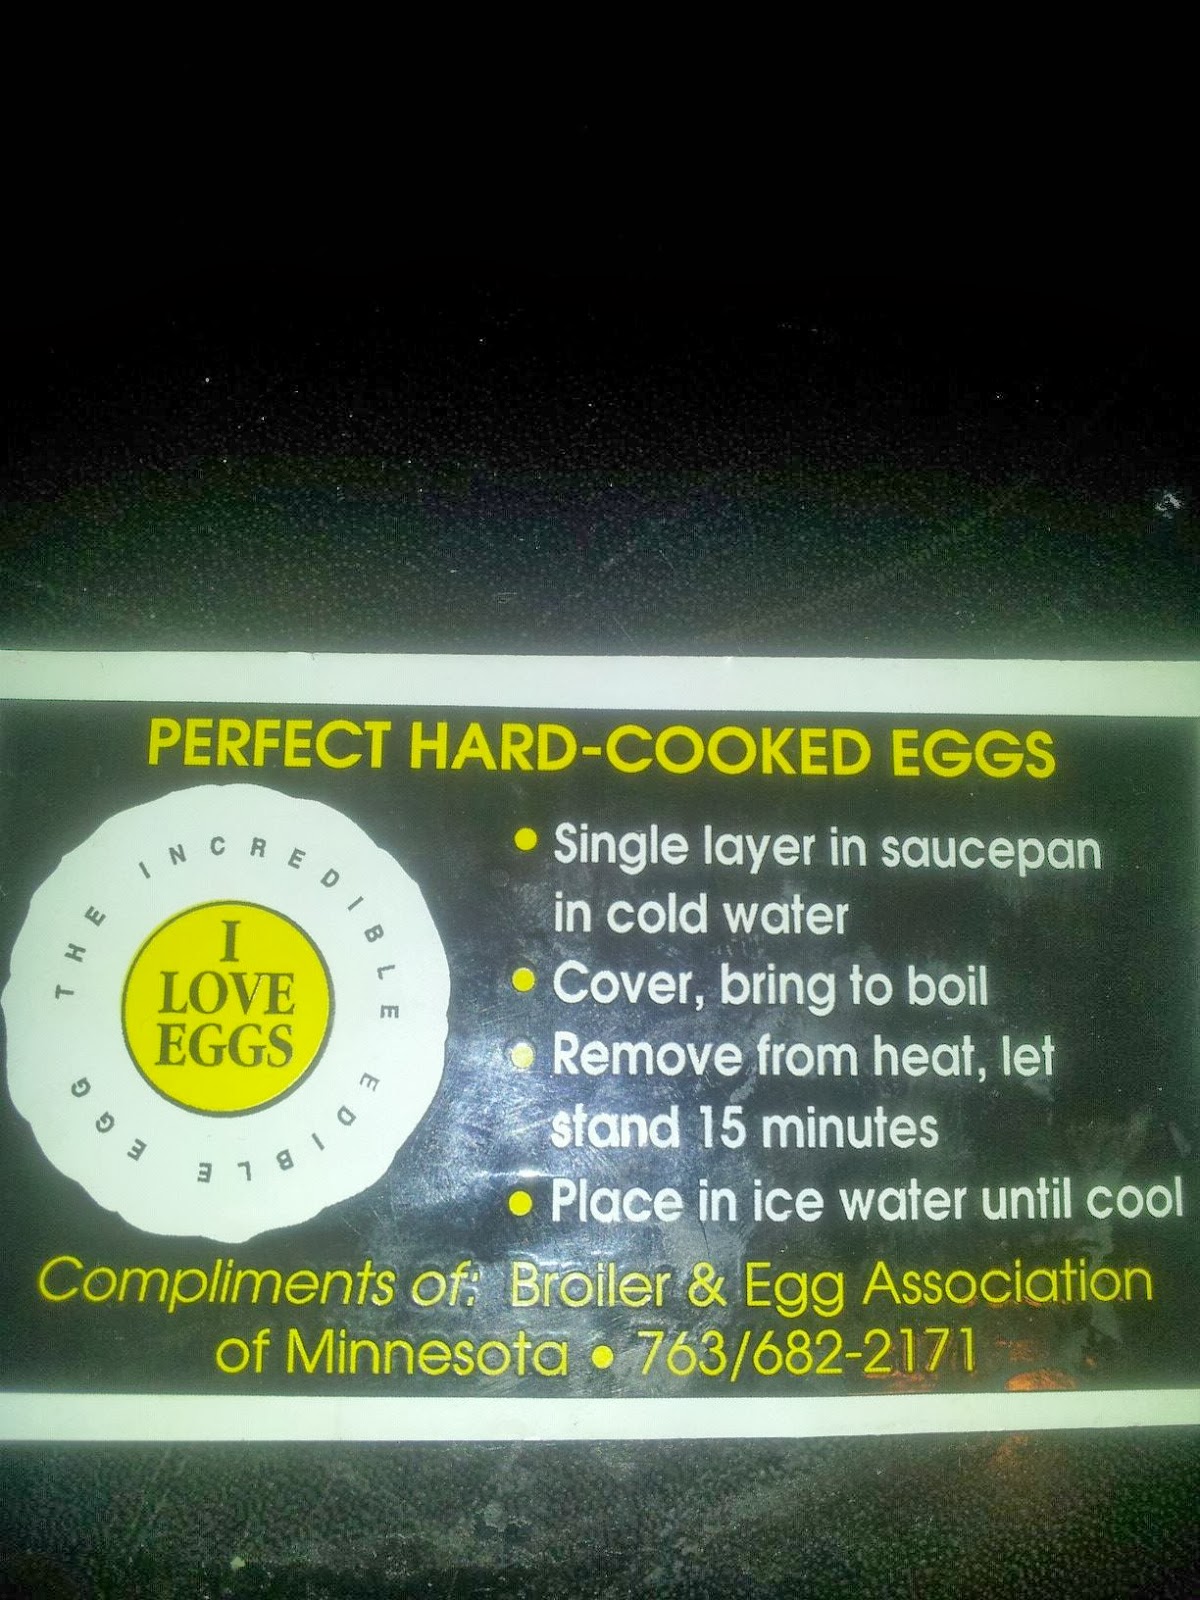 PERFECT HARD-COOKED EGGS
THE INCREDIBLE EDIBLE EGG
I
LOVE
EGGS
• Single layer in saucepan
in cold water
• Cover, bring to boil
• Remove from heat, let
stand 15 minutes
• Place in ice water until cool
Compliments of: Broiler & Egg Association
of Minnesota • 763/682-2171